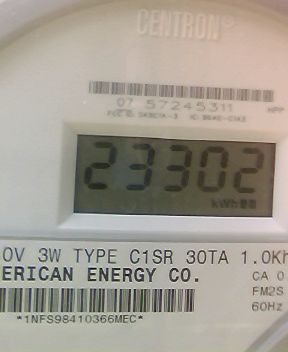 CENTRON®
07 57245311
23302
kWh
0V 3W TYPE C1SR 30TA 1.0Kh
ERICAN ENERGY CO.
CA 0
FM2S
60Hz
*1NFS98410366MEC*